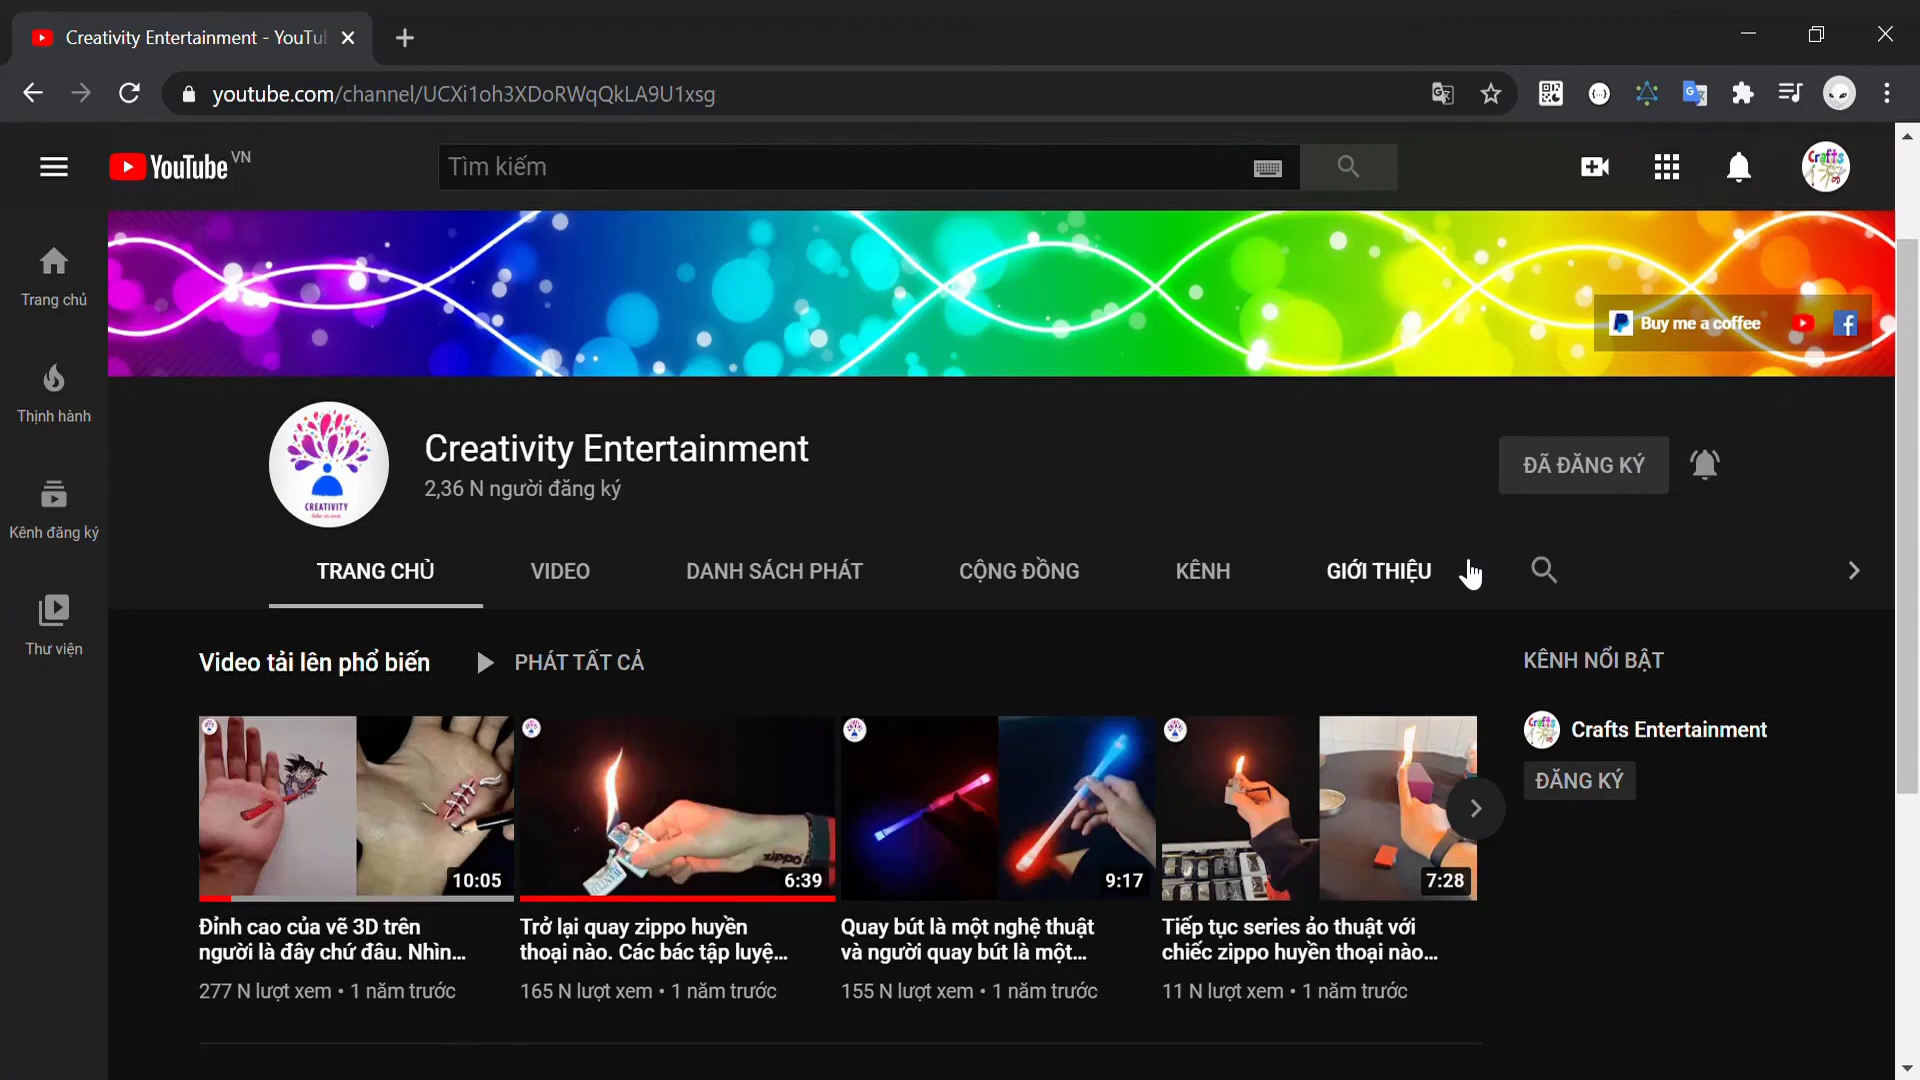 Creativity Entertainment - YouTu
youtube.com/channel/UCXi1oh3XDoRWqQkLA9U1xsg
YouTube VN
Tìm kiếm
Crafts
Trang chủ
Thịnh hành
Kênh đăng ký
Thư viện
Buy me a coffee
CREATIVITY
Creativity Entertainment
2,36 N người đăng ký
ĐÃ ĐĂNG KÝ
TRANG CHỦ
VIDEO
DANH SÁCH PHÁT
CỘNG ĐỒNG
KÊNH
GIỚI THIỆU
Video tải lên phổ biến
PHÁT TẤT CẢ
KÊNH NỔI BẬT
Crafts Entertainment
ĐĂNG KÝ
zippo
10:05
6:39
9:17
7:28
Đỉnh cao của vẽ 3D trên
người là đây chứ đâu. Nhìn...
277 N lượt xem • 1 năm trước
Trở lại quay zippo huyền
thoại nào. Các bác tập luyệ...
165 N lượt xem • 1 năm trước
Quay bút là một nghệ thuật
và người quay bút là một...
155 N lượt xem • 1 năm trước
Tiếp tục series ảo thuật với
chiếc zippo huyền thoại nào...
11 N lượt xem • 1 năm trước